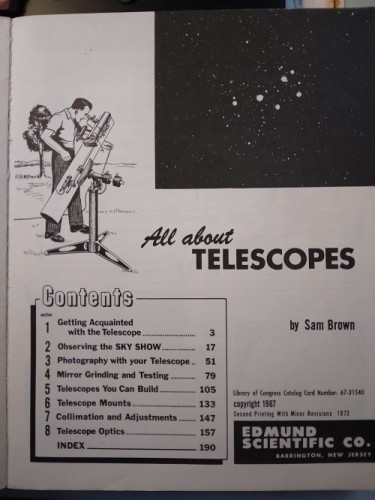 All about
TELESCOPES
by Sam Brown
Contents
section
1 Getting Acquainted
with the Telescope .................... 3
2 Observing the SKY SHOW ........... 17
3 Photography with your Telescope .. 51
4 Mirror Grinding and Testing ......... 79
5 Telescopes You Can Build ........... 105
6 Telescope Mounts ..................... 133
7 Collimation and Adjustments ....... 147
8 Telescope Optics ...................... 157
INDEX ................................... 190
Library of Congress Catalog Card Number: 67-31540
copyright 1967
Second Printing With Minor Revisions 1972
EDMUND
SCIENTIFIC CO.
BARRINGTON, NEW JERSEY